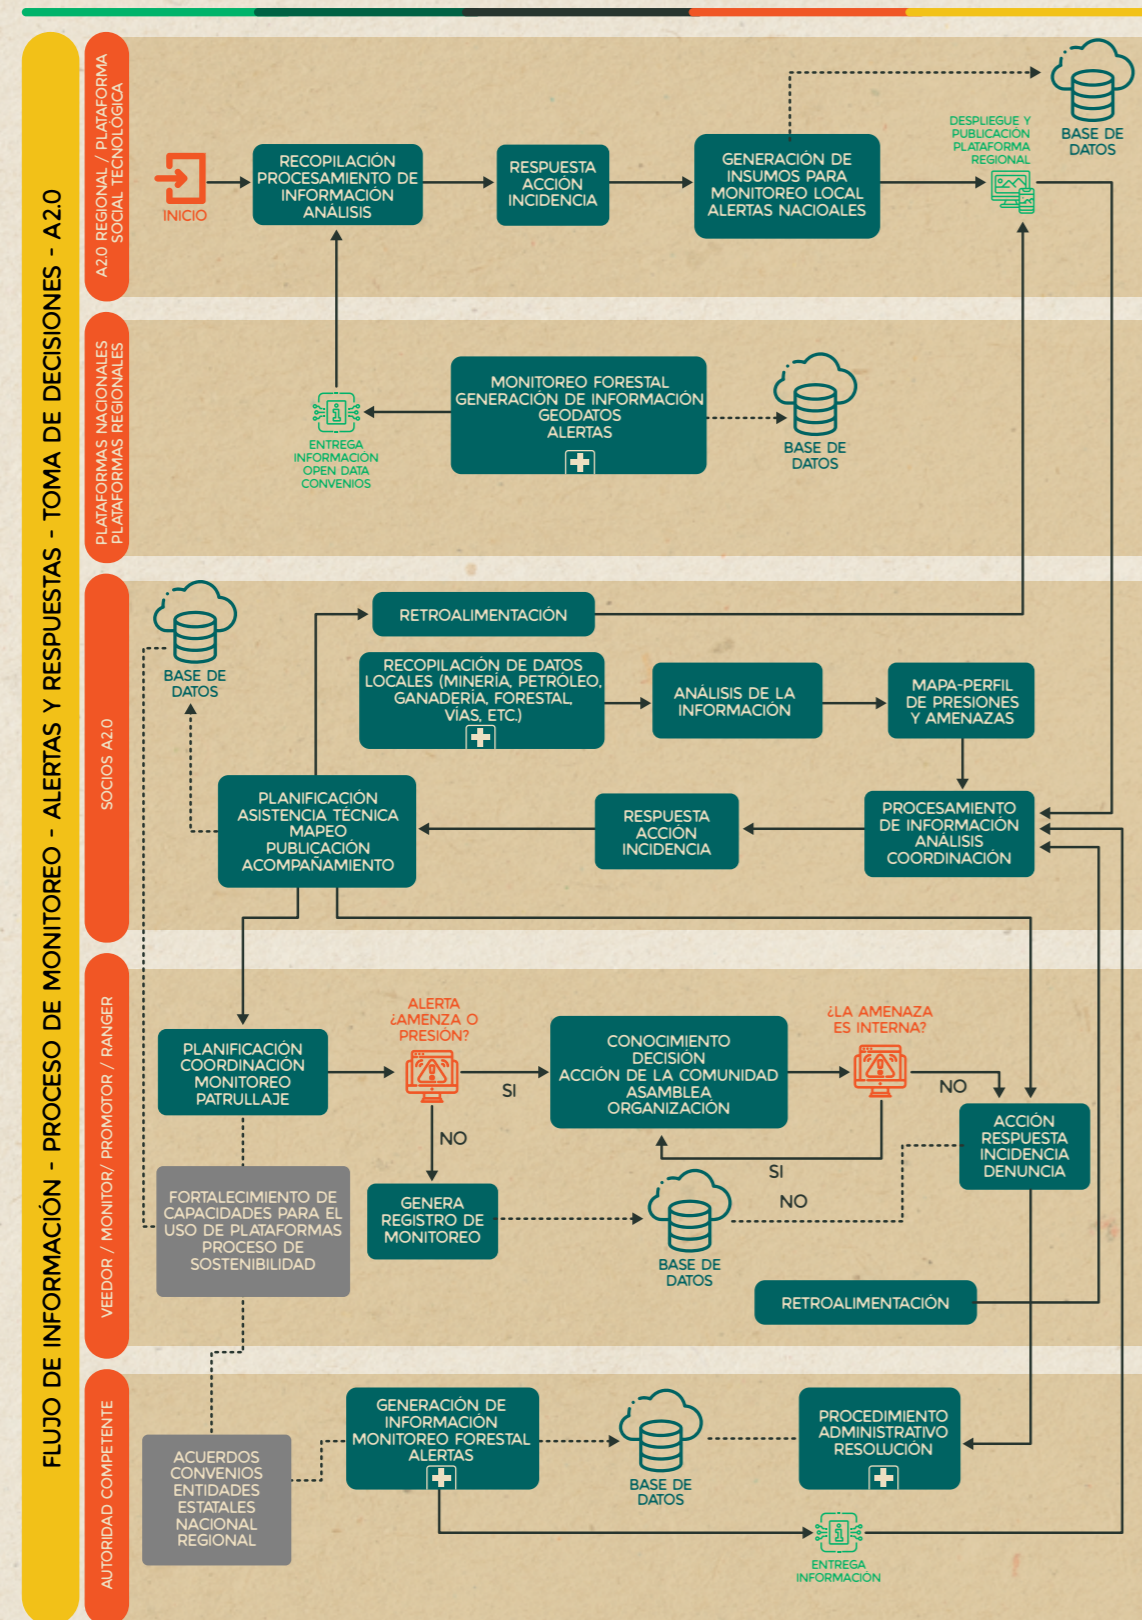 FLUJO DE INFORMACIÓN - PROCESO DE MONITOREO - ALERTAS Y RESPUESTAS - TOMA DE DECISIONES - A2.0
A2.0 REGIONAL / PLATAFORMA
SOCIAL TECNOLÓGICA
INICIO
RECOPILACIÓN
PROCESAMIENTO DE
INFORMACIÓN
ANÁLISIS
RESPUESTA
ACCIÓN
INCIDENCIA
GENERACIÓN DE
INSUMOS PARA
MONITOREO LOCAL
ALERTAS NACIOALES
DESPLIEGUE Y
PUBLICACIÓN
PLATAFORMA
REGIONAL
BASE DE
DATOS
PLATAFORMAS NACIONALES
PLATAFORMAS REGIONALES
ENTREGA
INFORMACIÓN
OPEN DATA
CONVENIOS
MONITOREO FORESTAL
GENERACIÓN DE INFORMACIÓN
GEODATOS
ALERTAS
BASE DE
DATOS
SOCIOS A2.0
BASE DE
DATOS
RETROALIMENTACIÓN
RECOPILACIÓN DE DATOS
LOCALES (MINERÍA, PETRÓLEO,
GANADERÍA, FORESTAL,
VÍAS, ETC.)
ANÁLISIS DE LA
INFORMACIÓN
MAPA-PERFIL
DE PRESIONES
Y AMENAZAS
PLANIFICACIÓN
ASISTENCIA TÉCNICA
MAPEO
PUBLICACIÓN
ACOMPAÑAMIENTO
RESPUESTA
ACCIÓN
INCIDENCIA
PROCESAMIENTO
DE INFORMACIÓN
ANÁLISIS
COORDINACIÓN
VEEDOR / MONITOR/ PROMOTOR / RANGER
PLANIFICACIÓN
COORDINACIÓN
MONITOREO
PATRULLAJE
ALERTA
¿AMENZA O
PRESIÓN?
SI
NO
CONOCIMIENTO
DECISIÓN
ACCIÓN DE LA COMUNIDAD
ASAMBLEA
ORGANIZACIÓN
¿LA AMENAZA
ES INTERNA?
NO
SI
NO
ACCIÓN
RESPUESTA
INCIDENCIA
DENUNCIA
FORTALECIMIENTO DE
CAPACIDADES PARA EL
USO DE PLATAFORMAS
PROCESO DE
SOSTENIBILIDAD
GENERA
REGISTRO DE
MONITOREO
BASE DE
DATOS
RETROALIMENTACIÓN
AUTORIDAD COMPETENTE
ACUERDOS
CONVENIOS
ENTIDADES
ESTATALES
NACIONAL
REGIONAL
GENERACIÓN DE
INFORMACIÓN
MONITOREO FORESTAL
ALERTAS
BASE DE
DATOS
PROCEDIMIENTO
ADMINISTRATIVO
RESOLUCIÓN
ENTREGA
INFORMACIÓN